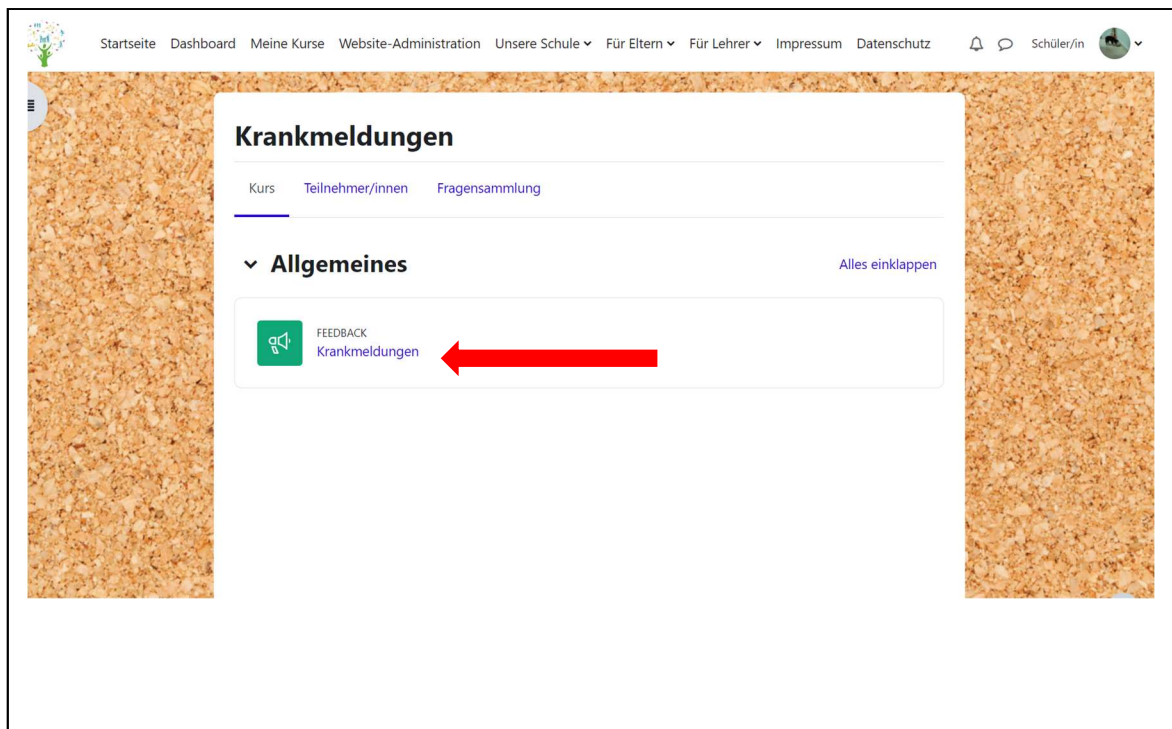 Startseite Dashboard Meine Kurse Website-Administration Unsere Schule Für Eltern Für Lehrer Impressum Datenschutz Schüler/in
Krankmeldungen
Kurs Teilnehmer/innen Fragensammlung
Allgemeines Alles einklappen
FEEDBACK
Krankmeldungen